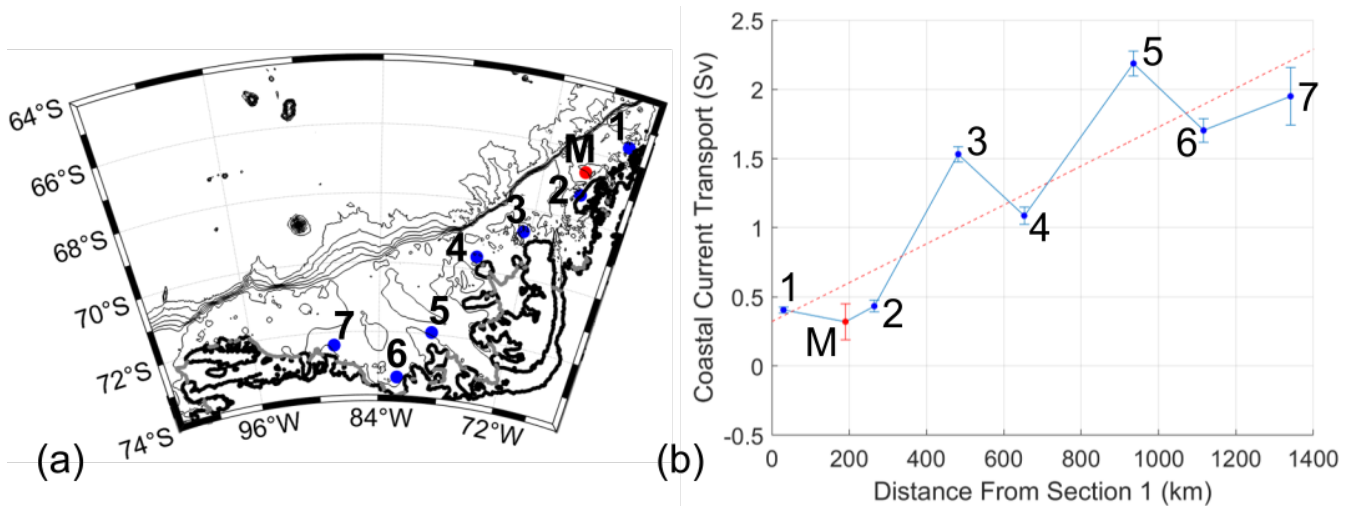 64°S
66°S
68°S
70°S
72°S
74°S
96°W
84°W
72°W
1
M
2
3
4
5
6
7
(a)
2.5
2
1.5
1
0.5
0
-0.5
Coastal Current Transport (Sv)
1
M
2
3
4
5
6
7
0
200
400
600
800
1000
1200
1400
Distance From Section 1 (km)
(b)